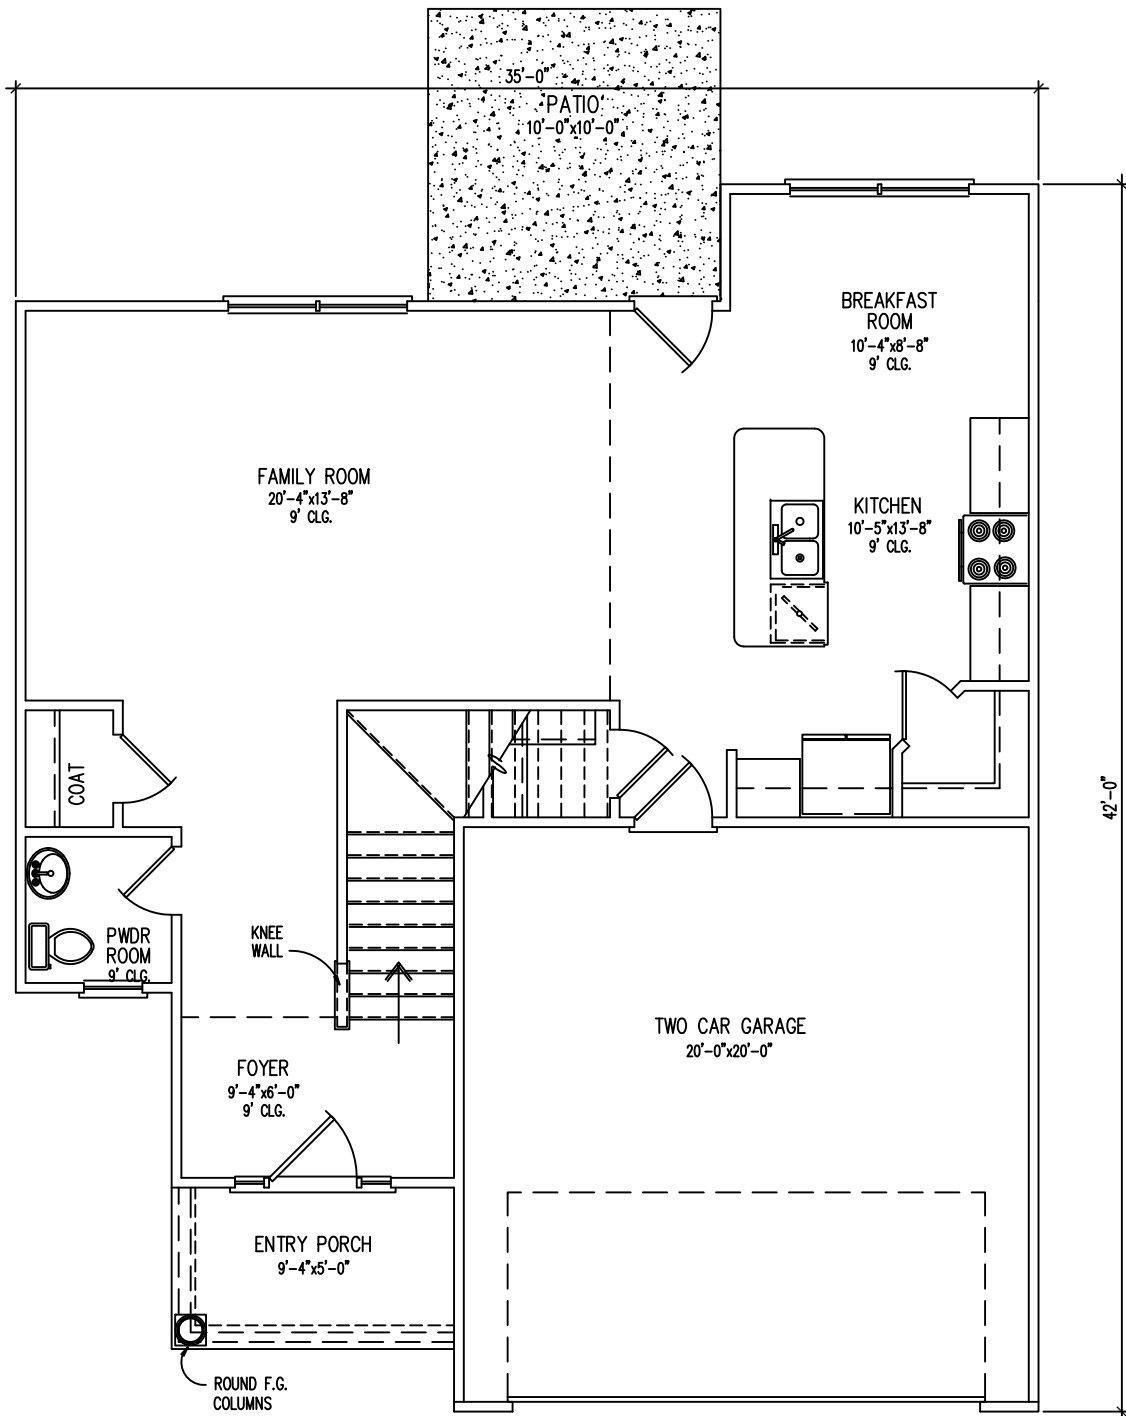 35'-0"
PATIO
10'-0"x10'-0"
BREAKFAST
ROOM
10'-4"x8'-8"
9' CLG.
FAMILY ROOM
20'-4"x13'-8"
9' CLG.
KITCHEN
10'-5"x13'-8"
9' CLG.
COAT
42'-0"
PWDR
ROOM
9' CLG.
KNEE
WALL
TWO CAR GARAGE
20'-0"x20'-0"
FOYER
9'-4"x6'-0"
9' CLG.
ENTRY PORCH
9'-4"x5'-0"
ROUND F.G.
COLUMNS